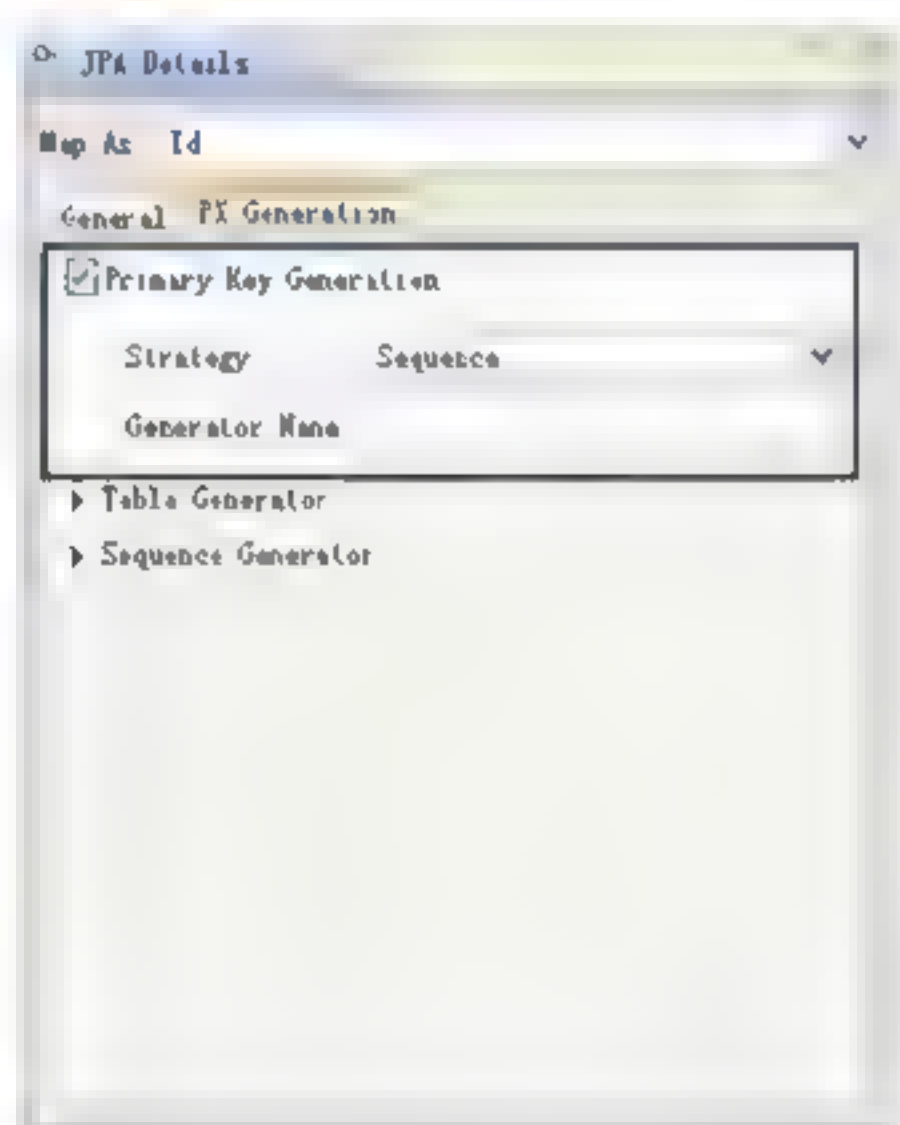 JPA Details
Map As Id
General PK Generation
Primary Key Generation
Strategy Sequence
Generator Name
Table Generator
Sequence Generator